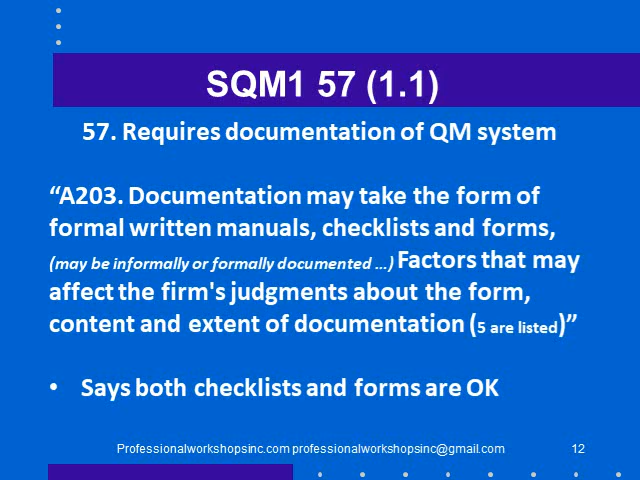 SQM1 57 (1.1)
57. Requires documentation of QM system
“A203. Documentation may take the form of
formal written manuals, checklists and forms,
(may be informally or formally documented ...) Factors that may
affect the firm's judgments about the form,
content and extent of documentation (5 are listed)”
• Says both checklists and forms are OK
Professionalworkshopsinc.com professionalworkshopsinc@gmail.com 12